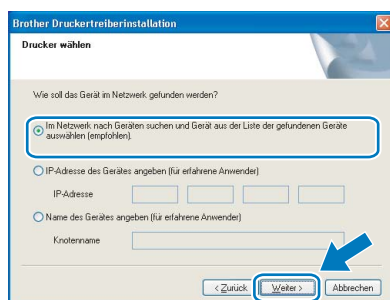 Brother Druckertreiberinstallation
Drucker wählen
Wie soll das Gerät im Netzwerk gefunden werden?
Im Netzwerk nach Geräten suchen und Gerät aus der Liste der gefundenen Geräte
auswählen (empfohlen).
IP-Adresse des Gerätes angeben (für erfahrene Anwender)
IP-Adresse
Name des Gerätes angeben (für erfahrene Anwender)
Knotenname
< Zurück Weiter > Abbrechen